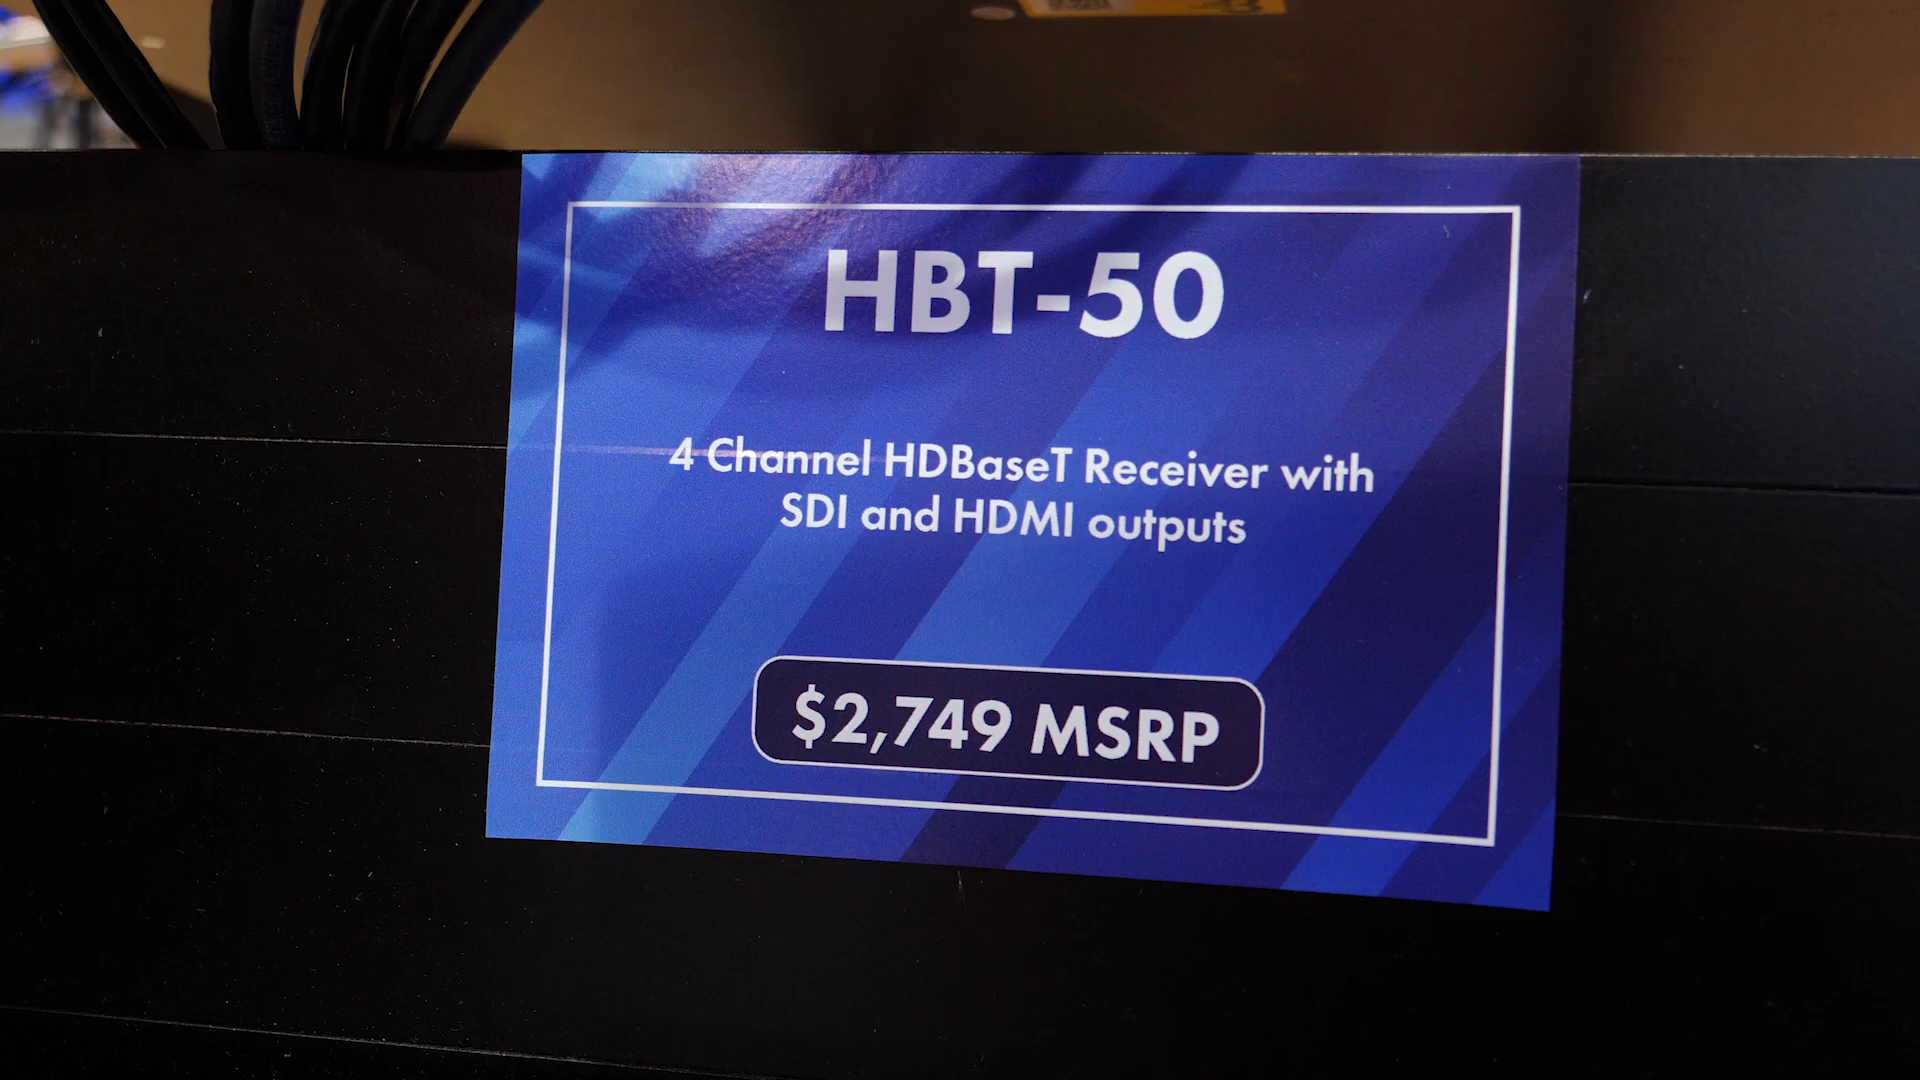 HBT-50
4 Channel HDBaseT Receiver with
SDI and HDMI outputs
$2,749 MSRP